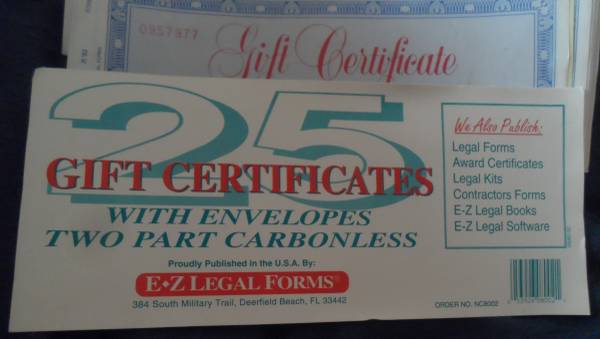 0957977
Gift Certificate
25
GIFT CERTIFICATES
WITH ENVELOPES
TWO PART CARBONLESS
Proudly Published in the U.S.A. By:
E•Z LEGAL FORMS®
384 South Military Trail, Deerfield Beach, FL 33442
We Also Publish:
Legal Forms
Award Certificates
Legal Kits
Contractors Forms
E-Z Legal Books
E-Z Legal Software
ORDER NO. NC8002